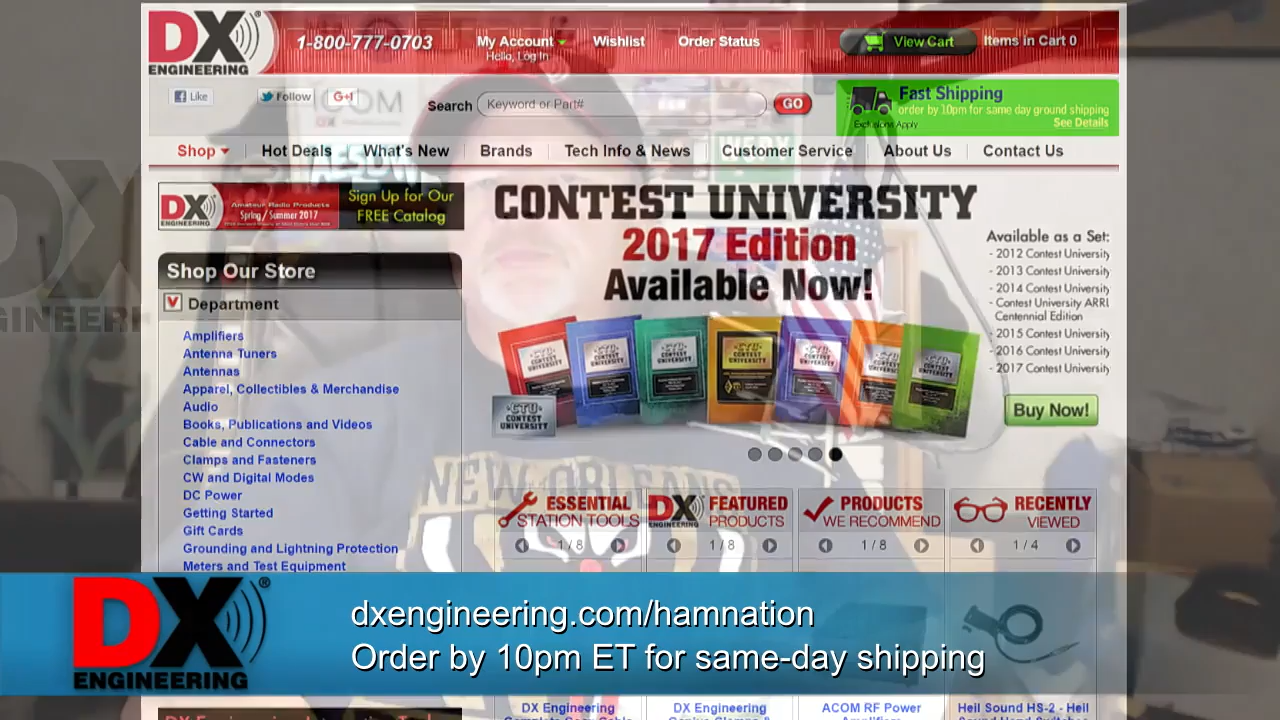 DX
ENGINEERING
1-800-777-0703
My Account
Hello, Log In
Wishlist
Order Status
View Cart
Items in Cart 0
Like
Follow
G+1
Search
Keyword or Part#
GO
Fast Shipping
order by 10pm for same day ground shipping
Exclusions Apply
See Details
Shop
Hot Deals
What's New
Brands
Tech Info & News
Customer Service
About Us
Contact Us
DX
ENGINEERING
Amateur Radio Products
Spring/Summer 2017
Sign Up for Our
FREE Catalog
CONTEST UNIVERSITY
2017 Edition
Available Now!
Available as a Set:
- 2012 Contest University
- 2013 Contest University
- 2014 Contest University
- Contest University ARRI
Centennial Edition
- 2015 Contest University
- 2016 Contest University
- 2017 Contest University
Buy Now!
CTU
CONTEST
UNIVERSITY
Shop Our Store
Department
Amplifiers
Antenna Tuners
Antennas
Apparel, Collectibles & Merchandise
Audio
Books, Publications and Videos
Cable and Connectors
Clamps and Fasteners
CW and Digital Modes
DC Power
Getting Started
Gift Cards
Grounding and Lightning Protection
Meters and Test Equipment
NEW ORLEANS
ESSENTIAL
STATION TOOLS
1/8
DX
ENGINEERING
FEATURED
PRODUCTS
1/8
PRODUCTS
WE RECOMMEND
1/8
RECENTLY
VIEWED
1/4
DX
ENGINEERING
dxengineering.com/hamnation
Order by 10pm ET for same-day shipping
DX Engineering
DX Engineering
ACOM RF Power
Heil Sound HS-2 - Heil